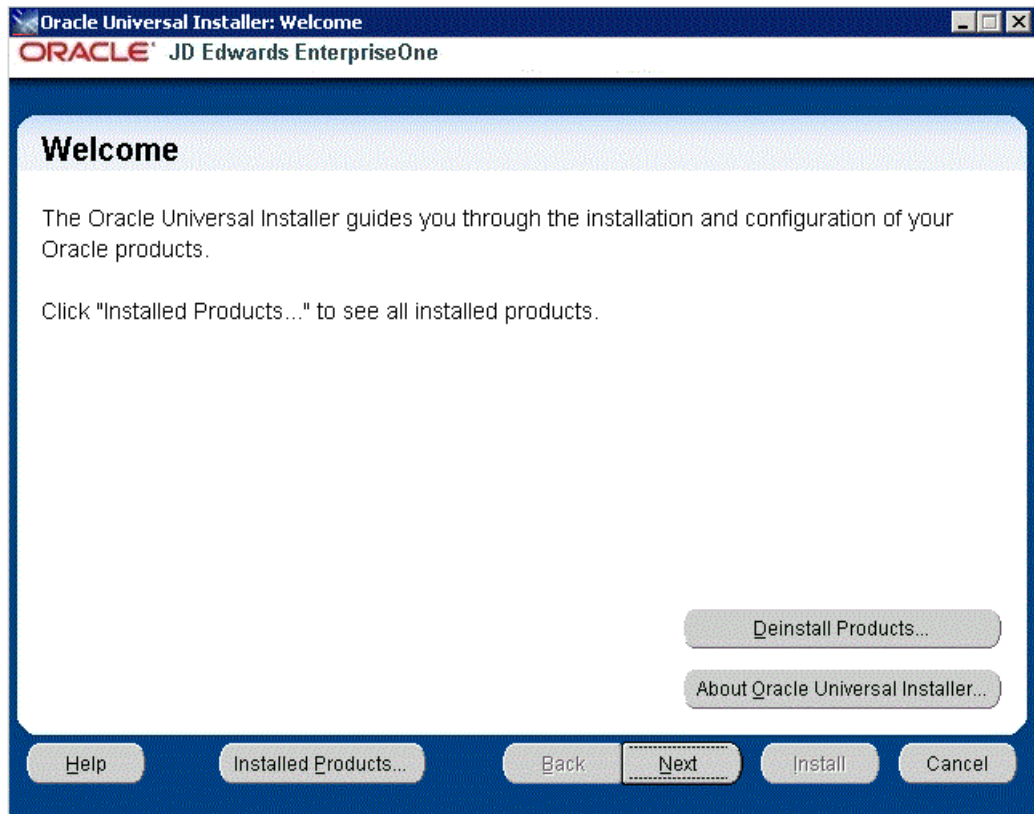 Oracle Universal Installer: Welcome
ORACLE® JD Edwards EnterpriseOne
Welcome
The Oracle Universal Installer guides you through the installation and configuration of your
Oracle products.
Click "Installed Products..." to see all installed products.
Deinstall Products...
About Oracle Universal Installer...
Help Installed Products... Back Next Install Cancel